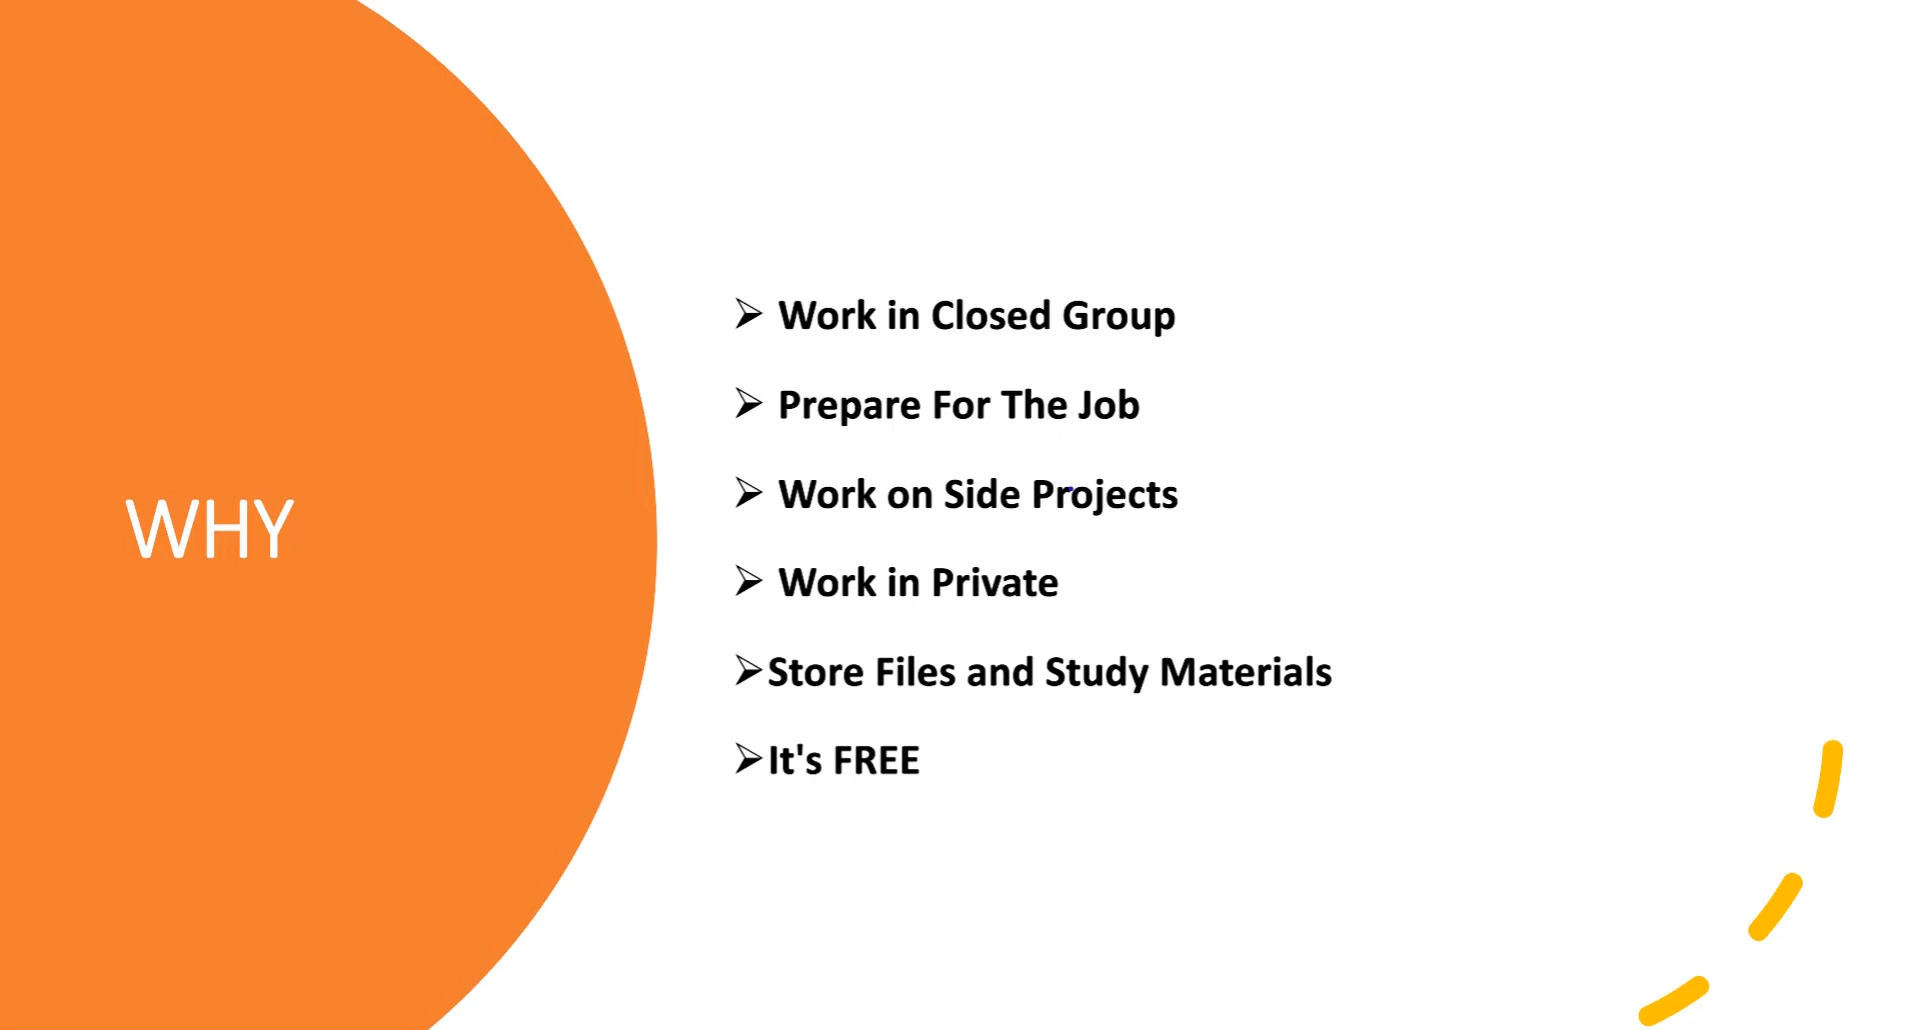 WHY
➢ Work in Closed Group
➢ Prepare For The Job
➢ Work on Side Projects
➢ Work in Private
➢Store Files and Study Materials
➢It's FREE